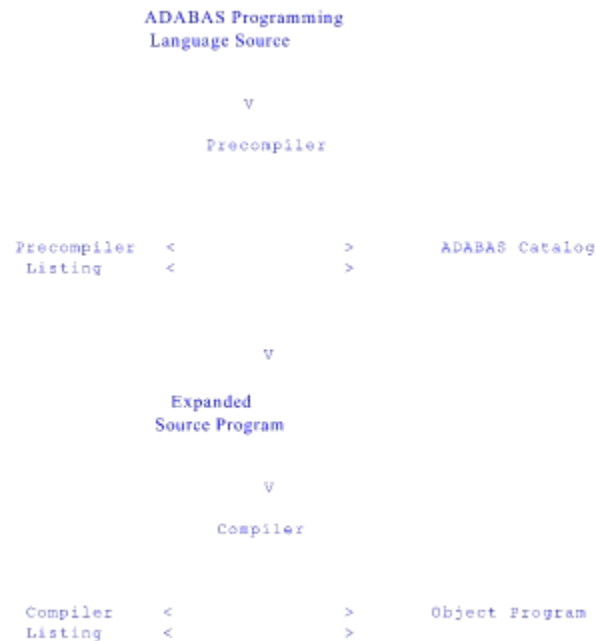 ADABAS Programming
Language Source
V
Precompiler
Precompiler < > ADABAS Catalog
Listing < >
V
Expanded
Source Program
V
Compiler
Compiler < > Object Program
Listing < >